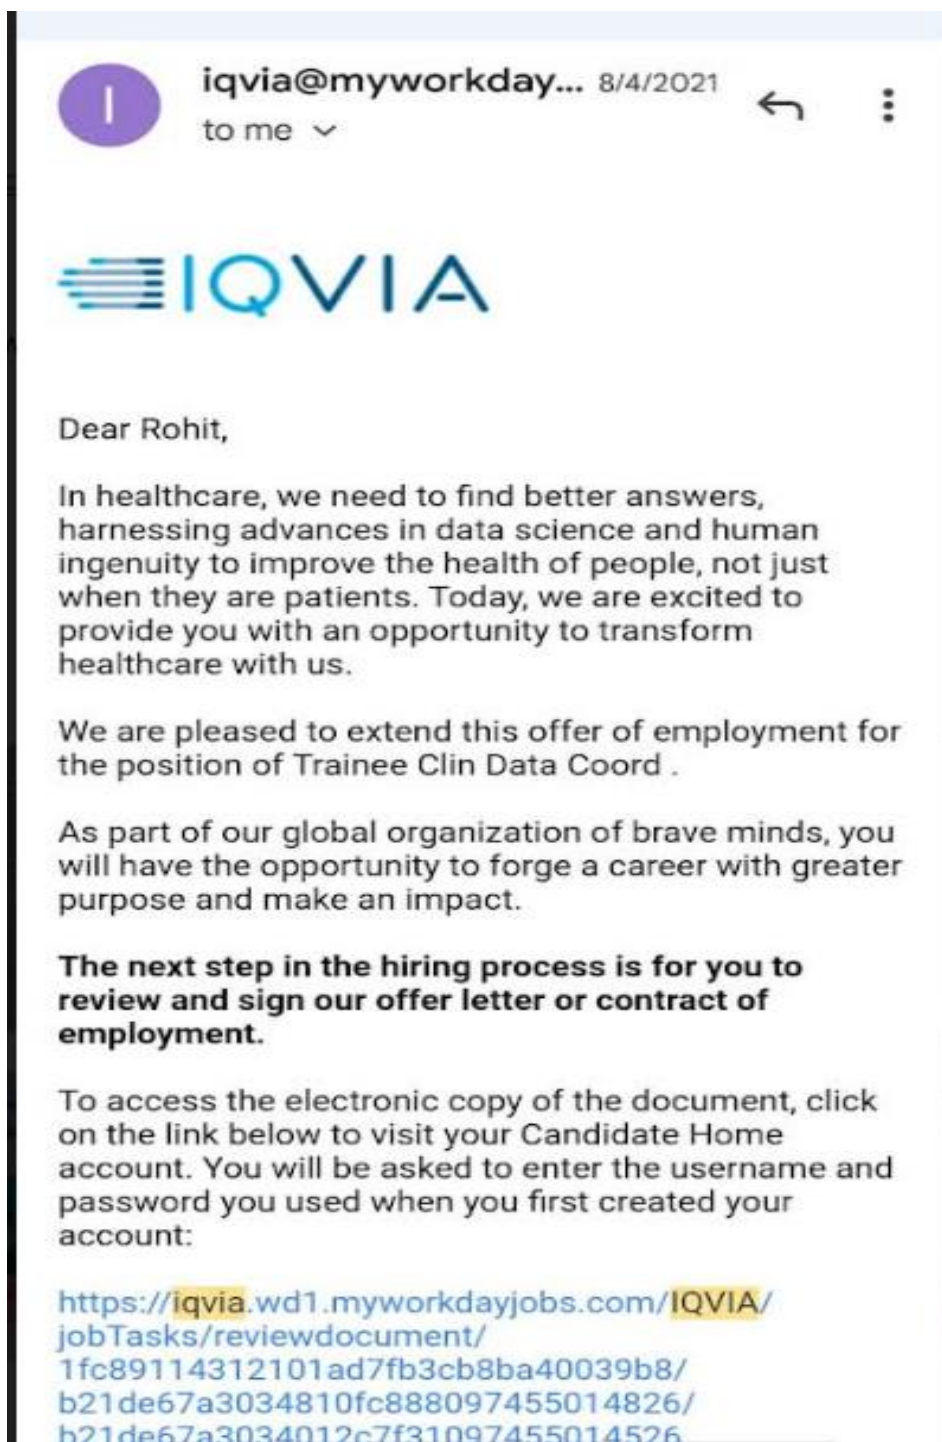 I
iqvia@myworkday... 8/4/2021
to me
IQVIA
Dear Rohit,
In healthcare, we need to find better answers,
harnessing advances in data science and human
ingenuity to improve the health of people, not just
when they are patients. Today, we are excited to
provide you with an opportunity to transform
healthcare with us.
We are pleased to extend this offer of employment for
the position of Trainee Clin Data Coord .
As part of our global organization of brave minds, you
will have the opportunity to forge a career with greater
purpose and make an impact.
The next step in the hiring process is for you to
review and sign our offer letter or contract of
employment.
To access the electronic copy of the document, click
on the link below to visit your Candidate Home
account. You will be asked to enter the username and
password you used when you first created your
account:
https://iqvia.wd1.myworkdayjobs.com/IQVIA/
jobTasks/reviewdocument/
1fc89114312101ad7fb3cb8ba40039b8/
b21de67a3034810fc888097455014826/
b21de67a3034012c7f31097455014526